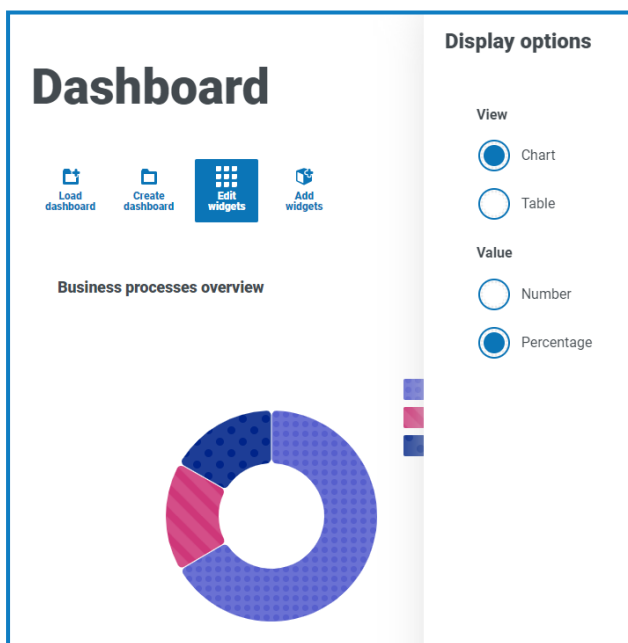 Dashboard
Load
dashboard
Create
dashboard
Edit
widgets
Add
widgets
Business processes overview
Display options
View
Chart
Table
Value
Number
Percentage